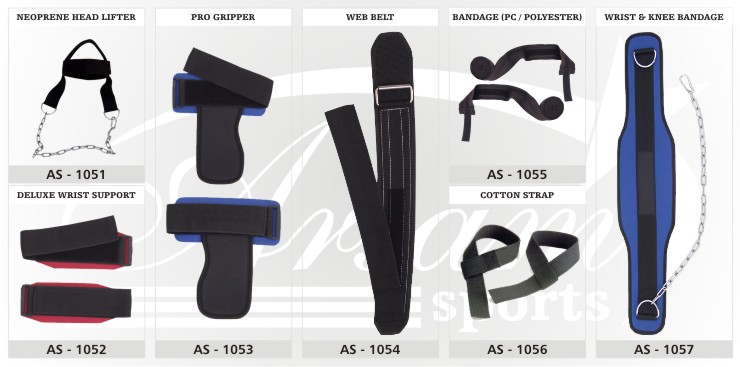 NEOPRENE HEAD LIFTER
AS - 1051
DELUXE WRIST SUPPORT
AS - 1052
PRO GRIPPER
AS - 1053
WEB BELT
AS - 1054
BANDAGE (PC / POLYESTER)
AS - 1055
COTTON STRAP
AS - 1056
WRIST & KNEE BANDAGE
AS - 1057
Arsam
sports